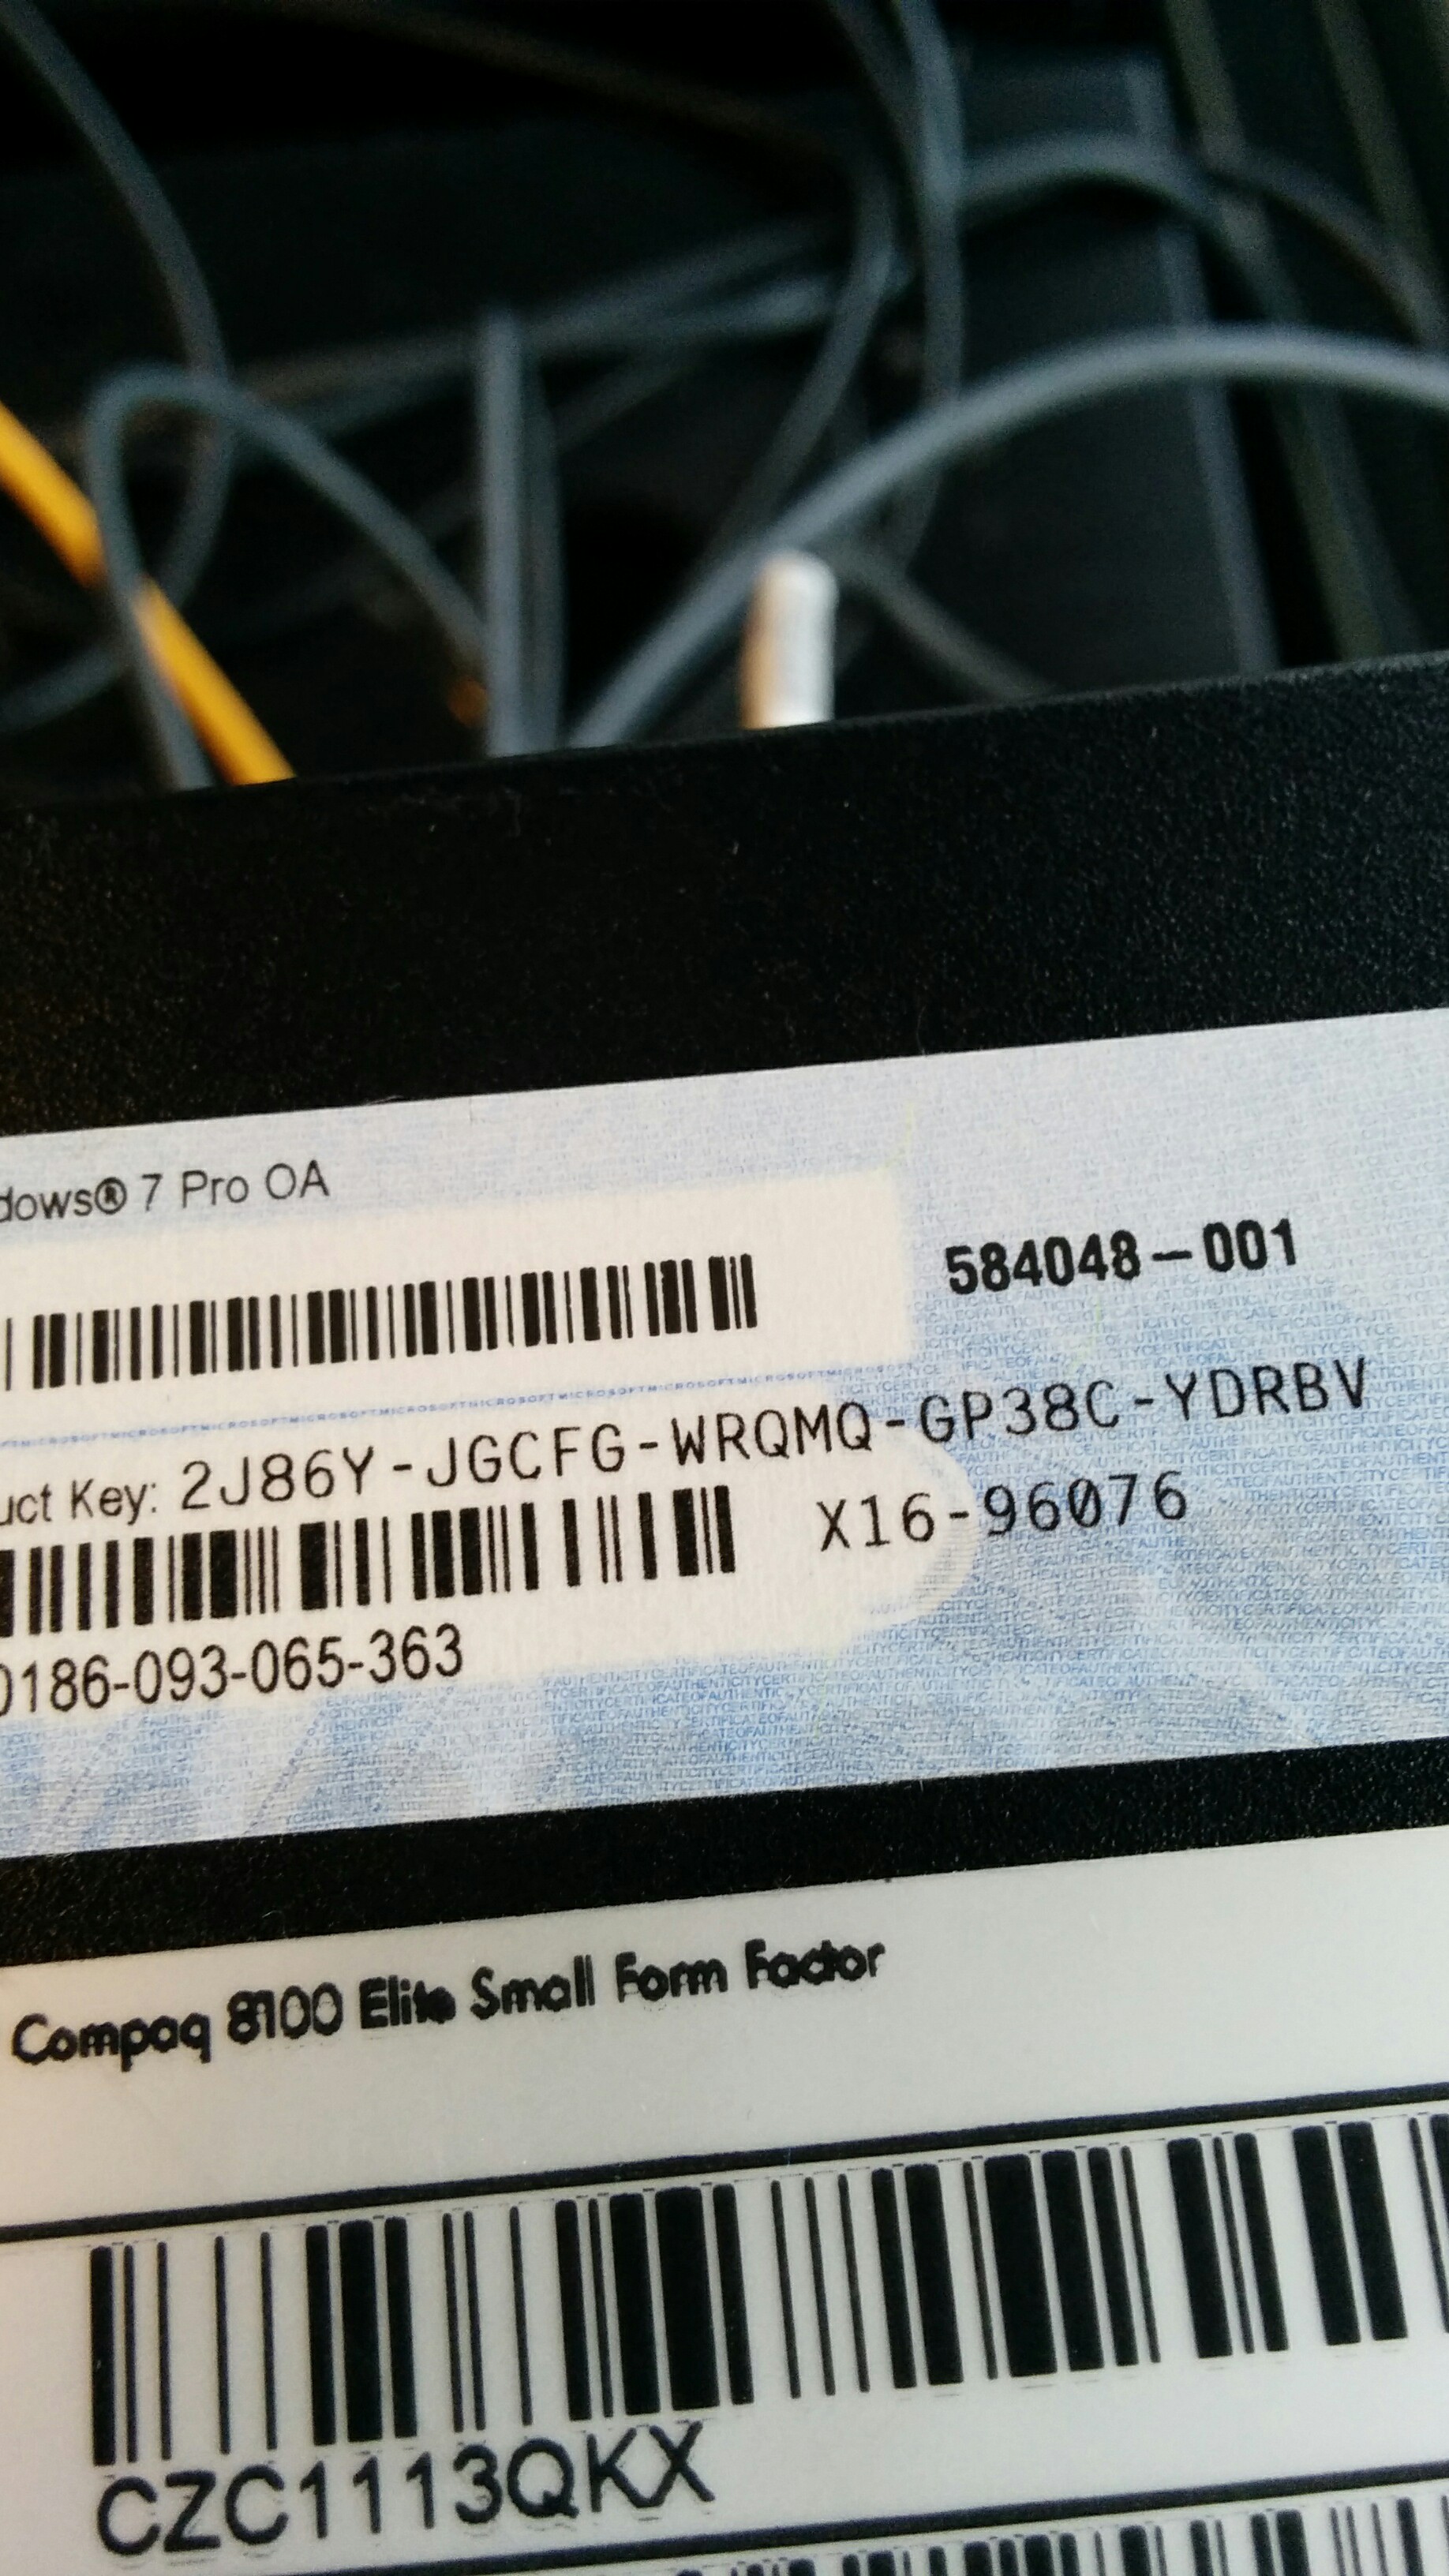 dows® 7 Pro OA
584048-001
uct Key: 2J86Y-JGCFG-WRQMQ-GP38C-YDRBV
X16-96076
0186-093-065-363
Compaq 8100 Elite Small Form Factor
CZC1113QKX